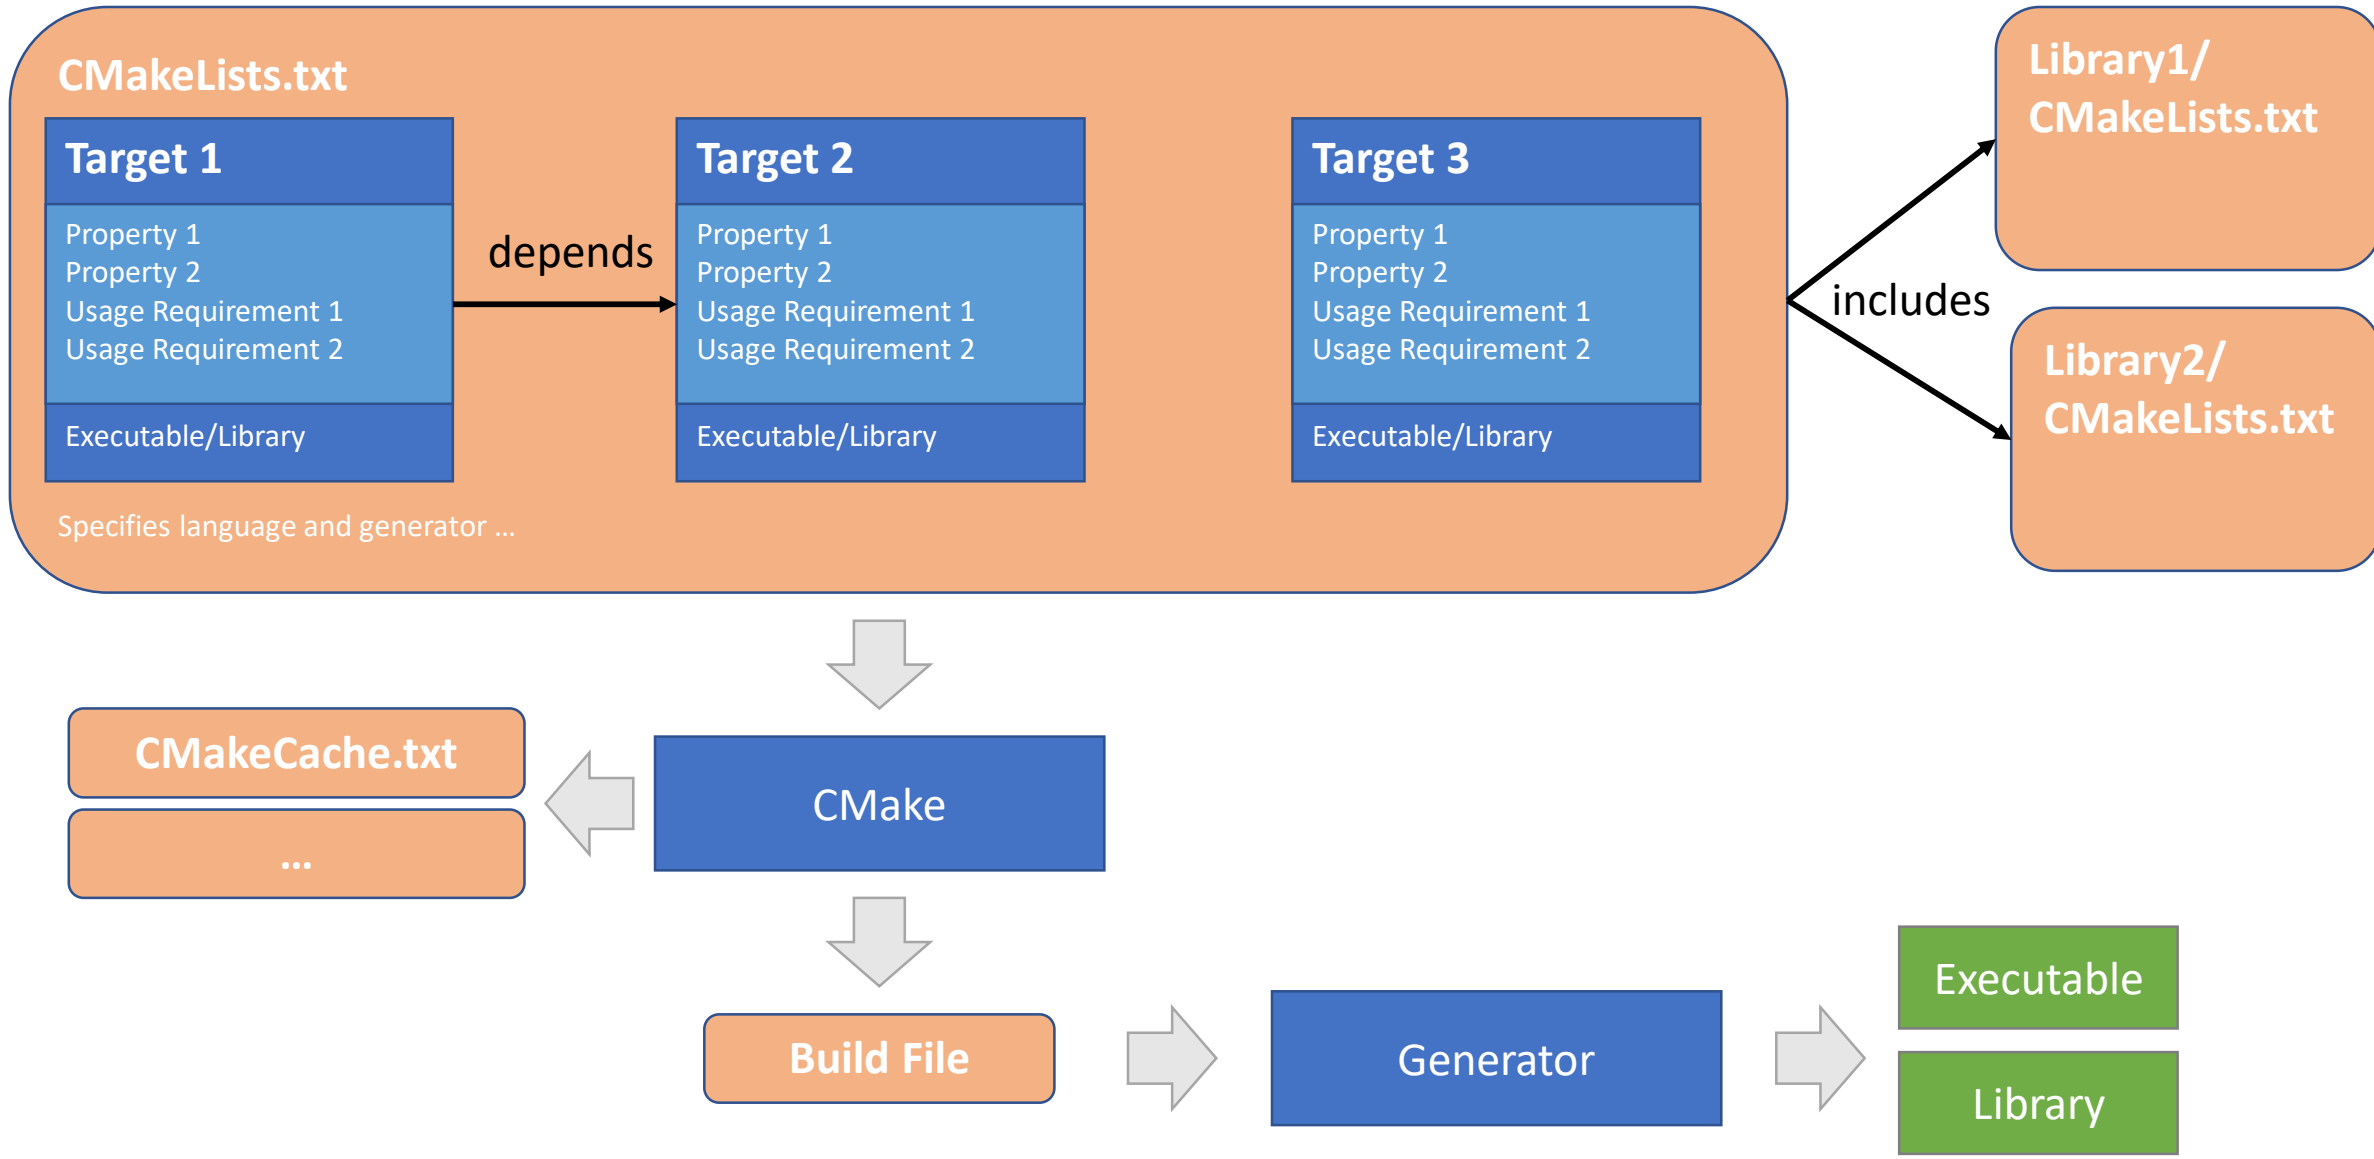 CMakeLists.txt
Target 1
Property 1
Property 2
Usage Requirement 1
Usage Requirement 2
Executable/Library
depends
Target 2
Property 1
Property 2
Usage Requirement 1
Usage Requirement 2
Executable/Library
Target 3
Property 1
Property 2
Usage Requirement 1
Usage Requirement 2
Executable/Library
Specifies language and generator ...
includes
Library1/
CMakeLists.txt
Library2/
CMakeLists.txt
CMakeCache.txt
...
CMake
Build File
Generator
Executable
Library